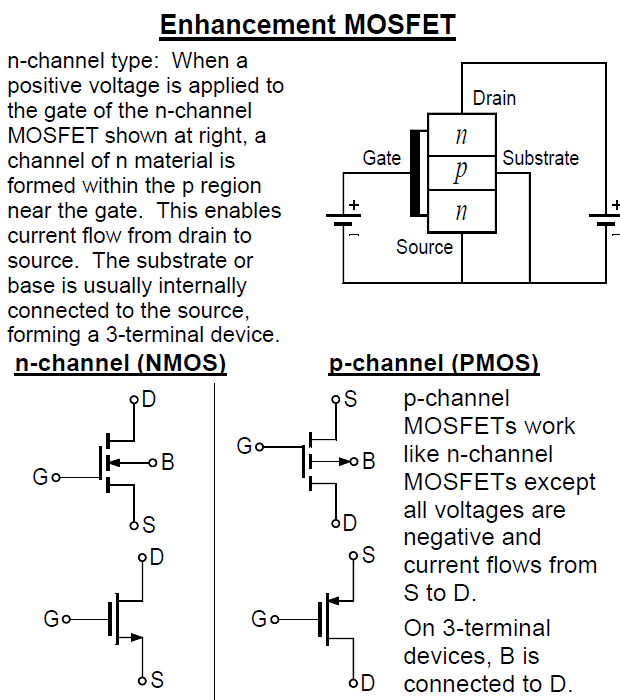 Enhancement MOSFET
n-channel type:  When a
positive voltage is applied to
the gate of the n-channel
MOSFET shown at right, a
channel of n material is
formed within the p region
near the gate.  This enables
current flow from drain to
source.  The substrate or
base is usually internally
connected to the source,
forming a 3-terminal device.
Drain
n
Gate
p
Substrate
n
+
+
Source
n-channel (NMOS)
D
B
G
S
D
G
S
p-channel (PMOS)
S
G
B
D
S
G
D
p-channel
MOSFETs work
like n-channel
MOSFETs except
all voltages are
negative and
current flows from
S to D.
On 3-terminal
devices, B is
connected to D.